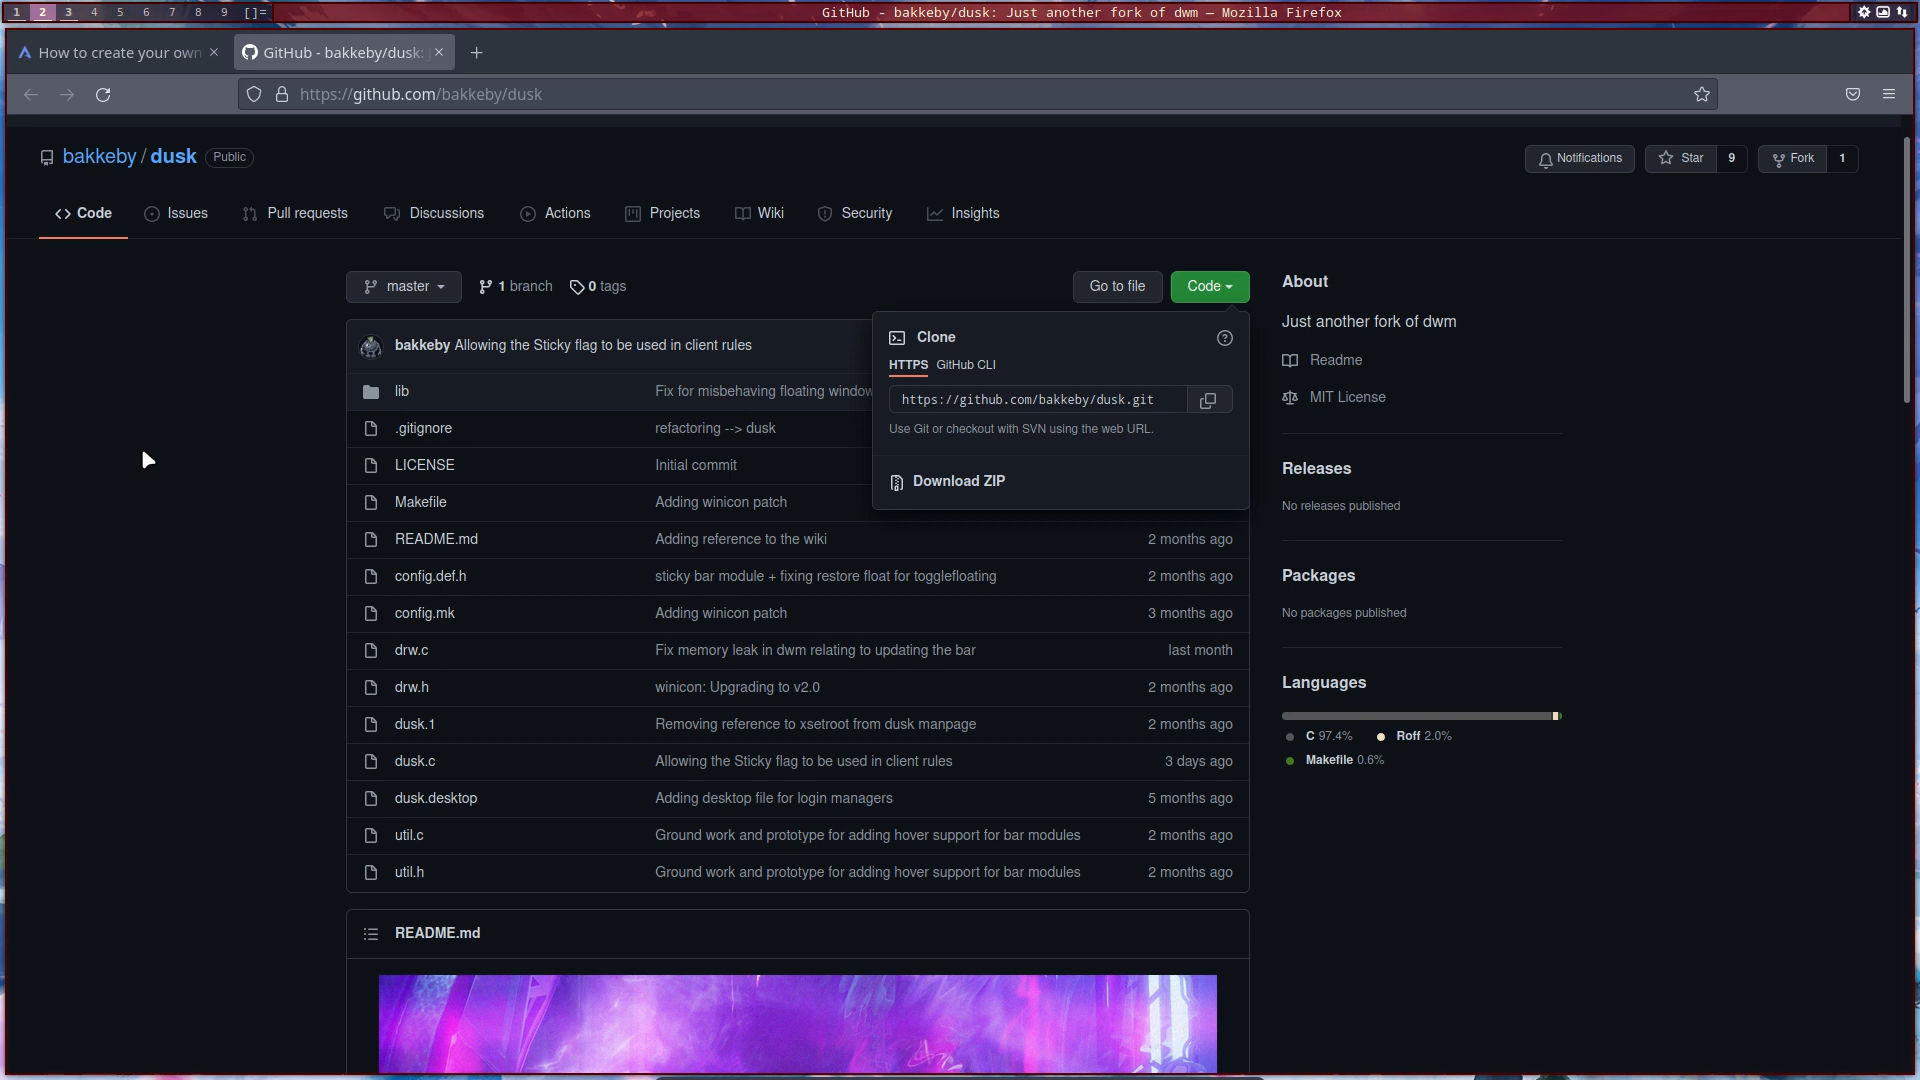 1 2 3 4 5 6 7 8 9 []= GitHub - bakkeby/dusk: Just another fork of dwm — Mozilla Firefox
How to create your own GitHub - bakkeby/dusk:
https://github.com/bakkeby/dusk
bakkeby / dusk Public Notifications Star 9 Fork 1
Code Issues Pull requests Discussions Actions Projects Wiki Security Insights
master 1 branch 0 tags Go to file Code
bakkeby Allowing the Sticky flag to be used in client rules
lib Fix for misbehaving floating window
.gitignore refactoring --> dusk
LICENSE Initial commit
Makefile Adding winicon patch
README.md Adding reference to the wiki 2 months ago
config.def.h sticky bar module + fixing restore float for togglefloating 2 months ago
config.mk Adding winicon patch 3 months ago
drw.c Fix memory leak in dwm relating to updating the bar last month
drw.h winicon: Upgrading to v2.0 2 months ago
dusk.1 Removing reference to xsetroot from dusk manpage 2 months ago
dusk.c Allowing the Sticky flag to be used in client rules 3 days ago
dusk.desktop Adding desktop file for login managers 5 months ago
util.c Ground work and prototype for adding hover support for bar modules 2 months ago
util.h Ground work and prototype for adding hover support for bar modules 2 months ago
README.md
Clone
HTTPS GitHub CLI
https://github.com/bakkeby/dusk.git
Use Git or checkout with SVN using the web URL.
Download ZIP
About
Just another fork of dwm
Readme
MIT License
Releases
No releases published
Packages
No packages published
Languages
C 97.4% Roff 2.0%
Makefile 0.6%